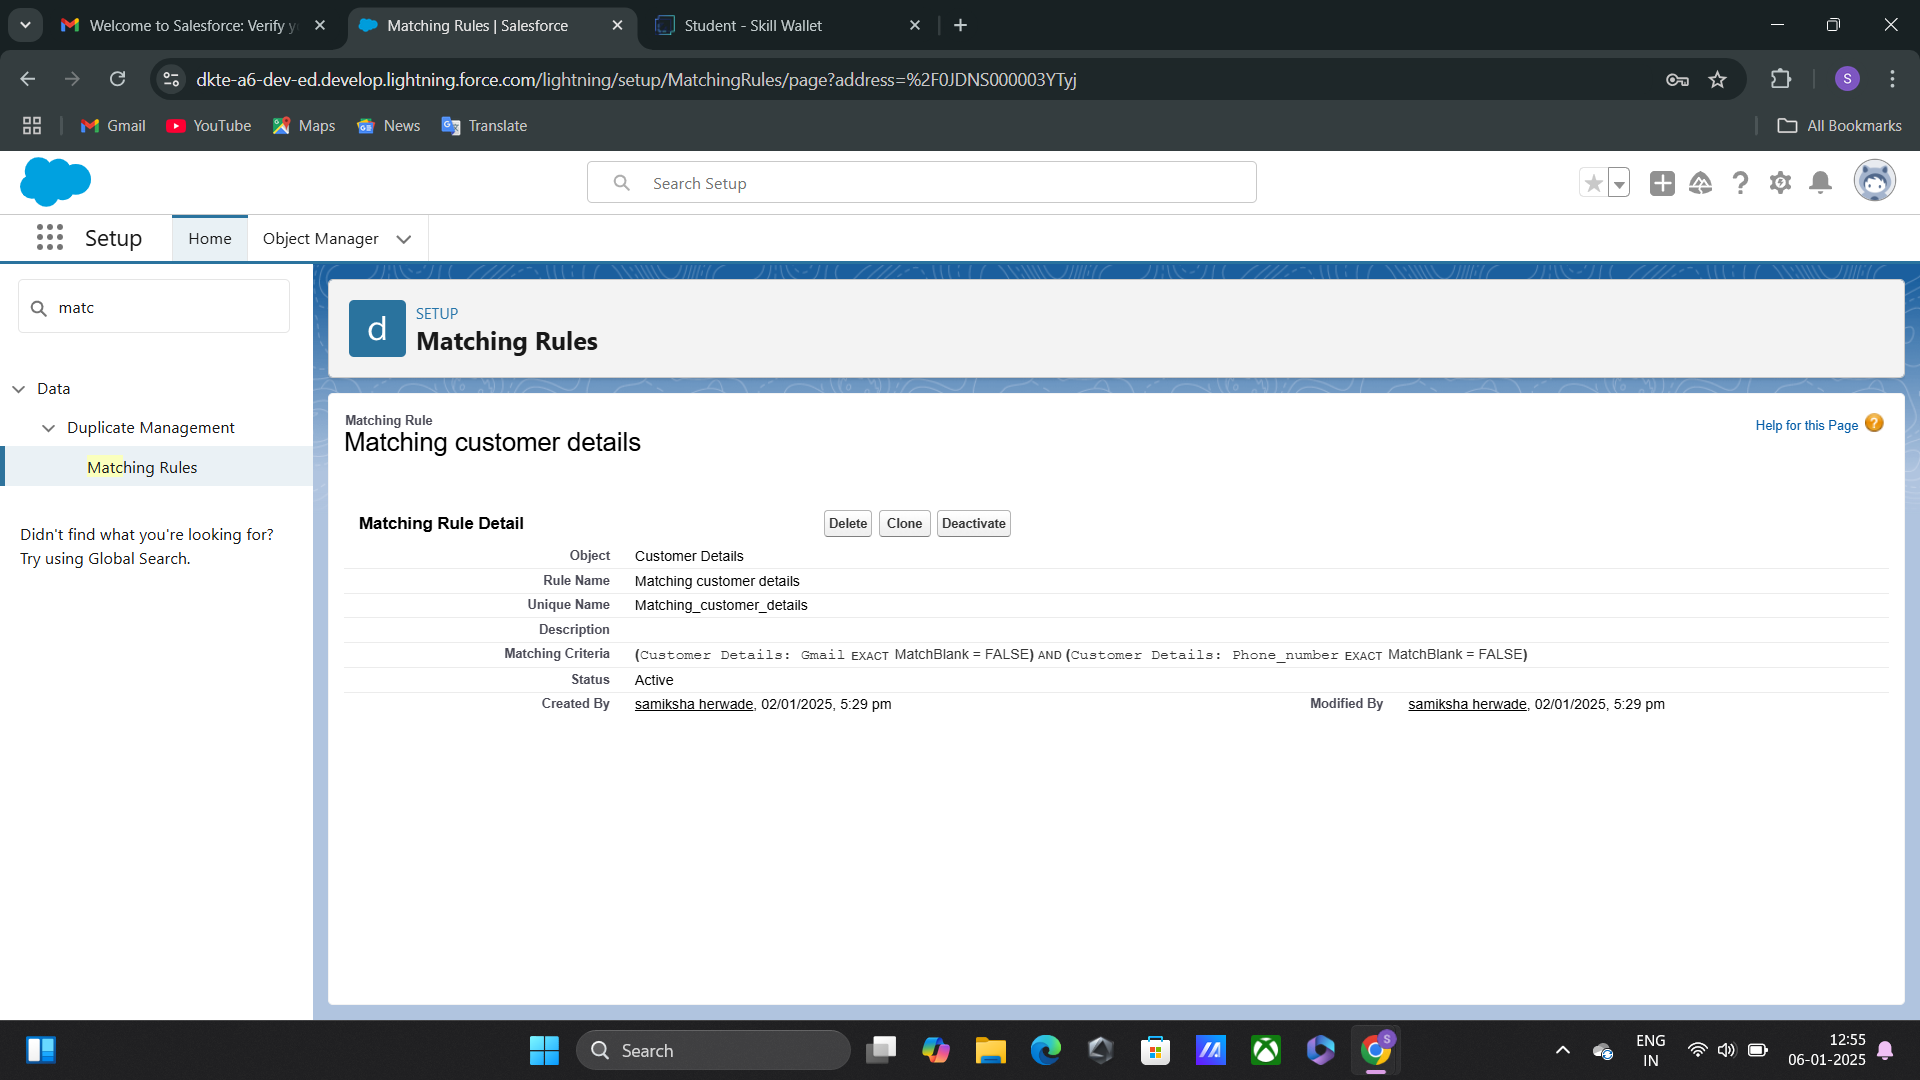 Welcome to Salesforce: Verify y
Matching Rules | Salesforce
Student - Skill Wallet
dkte-a6-dev-ed.develop.lightning.force.com/lightning/setup/MatchingRules/page?address=%2F0JDNS000003YTyj
S
Gmail
YouTube
Maps
News
Translate
All Bookmarks
Search Setup
Setup
Home
Object Manager
matc
Data
Duplicate Management
Matching Rules
Didn't find what you're looking for?
Try using Global Search.
d
SETUP
Matching Rules
Matching Rule
Matching customer details
Help for this Page ?
Matching Rule Detail
Delete Clone Deactivate
Object Customer Details
Rule Name Matching customer details
Unique Name Matching_customer_details
Description
Matching Criteria (Customer Details: Gmail EXACT MatchBlank = FALSE) AND (Customer Details: Phone_number EXACT MatchBlank = FALSE)
Status Active
Created By samiksha herwade, 02/01/2025, 5:29 pm Modified By samiksha herwade, 02/01/2025, 5:29 pm
Search
S
ENG
IN
12:55
06-01-2025